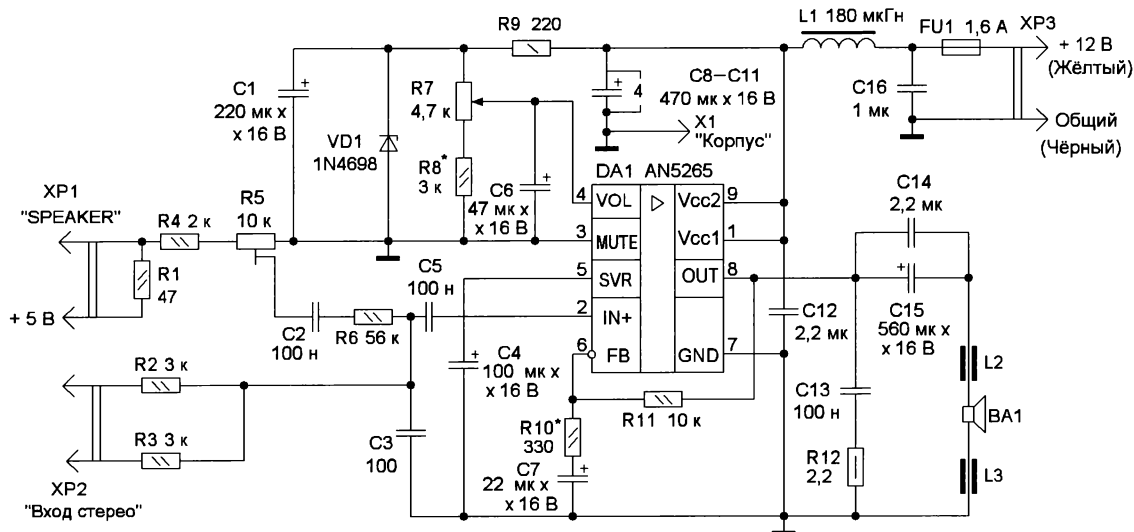 R9 220
L1 180 мкГн
FU1 1,6 А
XP3
+ 12 В
(Жёлтый)
C1
220 мк х
х 16 В
+
R7
4,7 к
+
4
C8–C11
470 мк х 16 В
C16
1 мк
VD1
1N4698
X1
"Корпус"
Общий
(Чёрный)
R8*
3 к
C6
47 мк х
х 16 В
+
DA1 AN5265
XP1
"SPEAKER"
R4 2 к
R5
10 к
4
VOL
▷
Vcc2
9
C14
2,2 мк
3
MUTE
Vcc1
1
R1
47
C5
100 н
5
SVR
OUT
8
+
C15
560 мк х
х 16 В
+ 5 В
C2
100 н
R6 56 к
2
IN+
C12
2,2 мк
C4
100 мк х
х 16 В
+
6
FB
GND
7
L2
R2 3 к
C13
100 н
R11 10 к
BA1
R10*
330
R3 3 к
C3
100
C7
22 мк х
х 16 В
+
R12
2,2
L3
XP2
"Вход стерео"